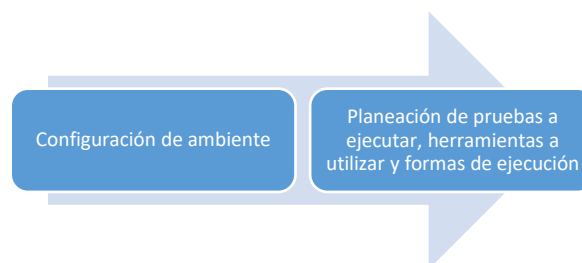 Configuración de ambiente
Planeación de pruebas a
ejecutar, herramientas a
utilizar y formas de ejecución